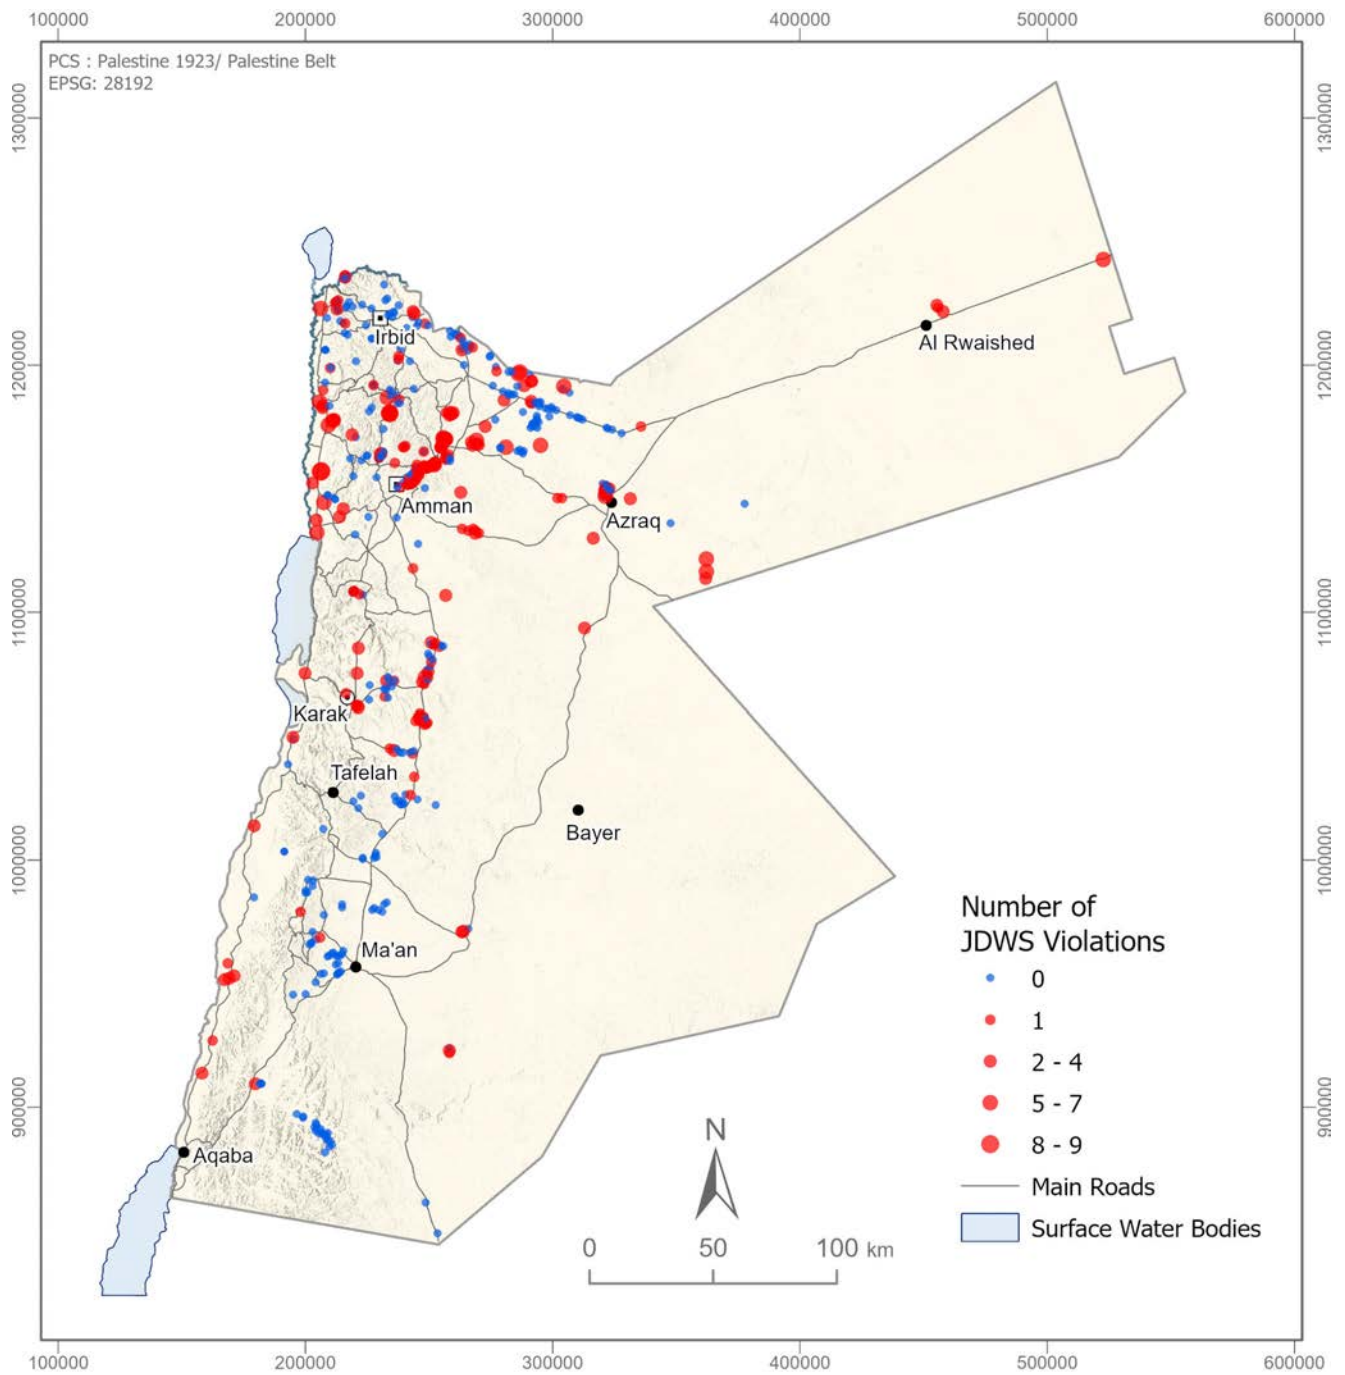 100000 200000 300000 400000 500000 600000
PCS : Palestine 1923/ Palestine Belt
EPSG: 28192
1300000 1300000
Irbid
Al Rwaished
1200000 1200000
Amman
Azraq
1100000 1100000
Karak
Tafelah
Bayer
1000000 1000000
Ma'an
Number of
JDWS Violations
0
1
2 - 4
5 - 7
8 - 9
Main Roads
Surface Water Bodies
900000 900000
N
Aqaba
0 50 100 km
100000 200000 300000 400000 500000 600000